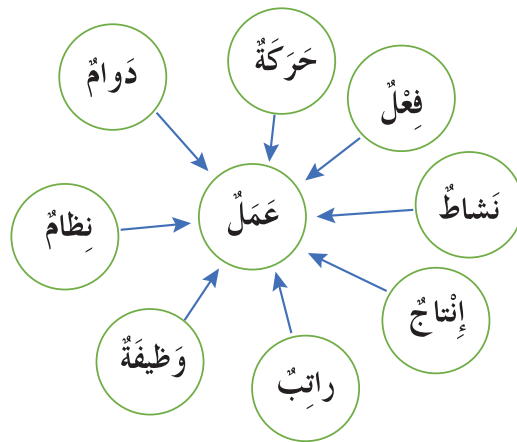 حَرَكَةٌ
دَوامٌ
فِعْلٌ
نَشاطٌ
عَمَلٌ
نِظامٌ
إِنْتاجٌ
وَظيفَةٌ
راتِبٌ